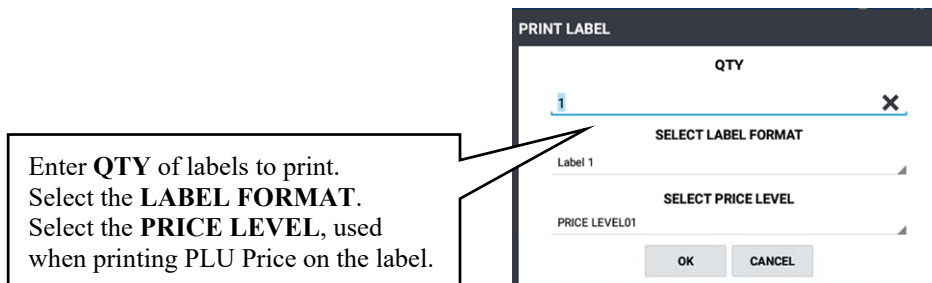 PRINT LABEL
QTY
1
SELECT LABEL FORMAT
Label 1
SELECT PRICE LEVEL
PRICE LEVEL01
OK CANCEL
Enter QTY of labels to print.
Select the LABEL FORMAT.
Select the PRICE LEVEL, used
when printing PLU Price on the label.